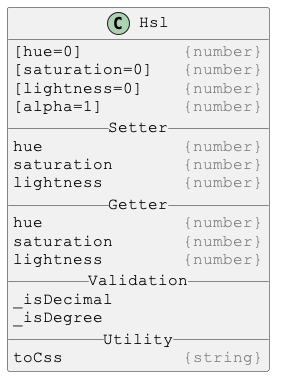 C Hsl
[hue=0] {number}
[saturation=0] {number}
[lightness=0] {number}
[alpha=1] {number}
Setter
hue {number}
saturation {number}
lightness {number}
Getter
hue {number}
saturation {number}
lightness {number}
Validation
_isDecimal
_isDegree
Utility
toCss {string}